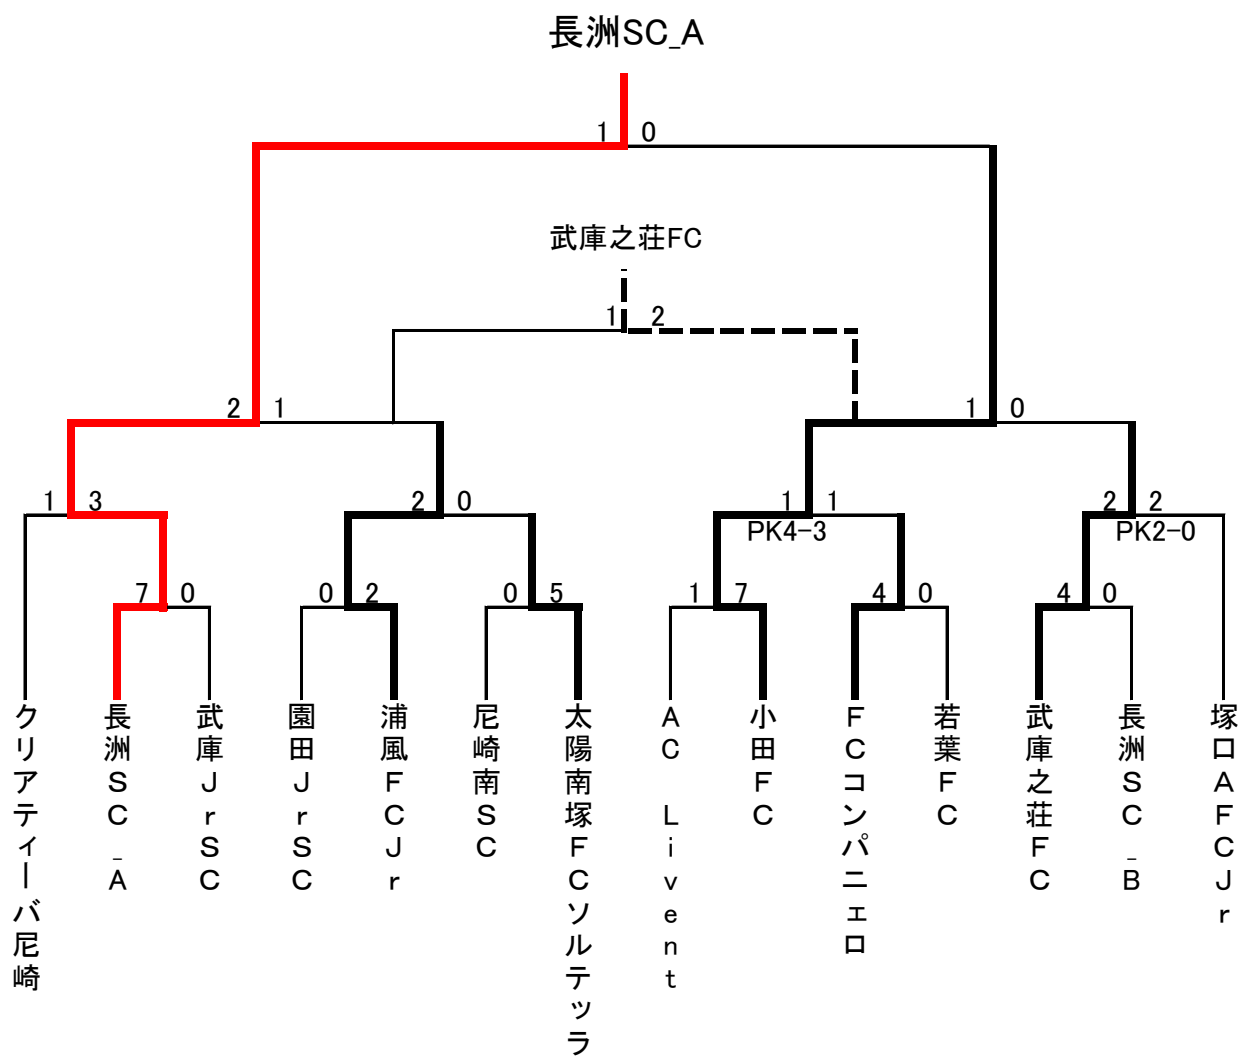 長洲SC_A
1 0
武庫之荘FC
1 2
2 1
1 0
1 3
2 0
1 1
2 2
PK4-3
PK2-0
7 0
0 2
0 5
1 7
4 0
4 0
クリアティーバ尼崎
長洲SC_A
武庫JrSC
園田JrSC
浦風FCJr
尼崎南SC
太陽南塚FCソルテッラ
AC Livent
小田FC
FCコンパニェロ
若葉FC
武庫之荘FC
長洲SC_B
塚口AFCJr